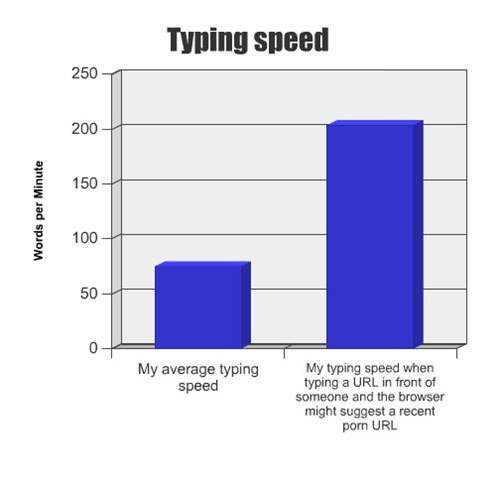 Typing speed
250
200
150
100
50
0
Words per Minute
My average typing
speed
My typing speed when
typing a URL in front of
someone and the browser
might suggest a recent
porn URL